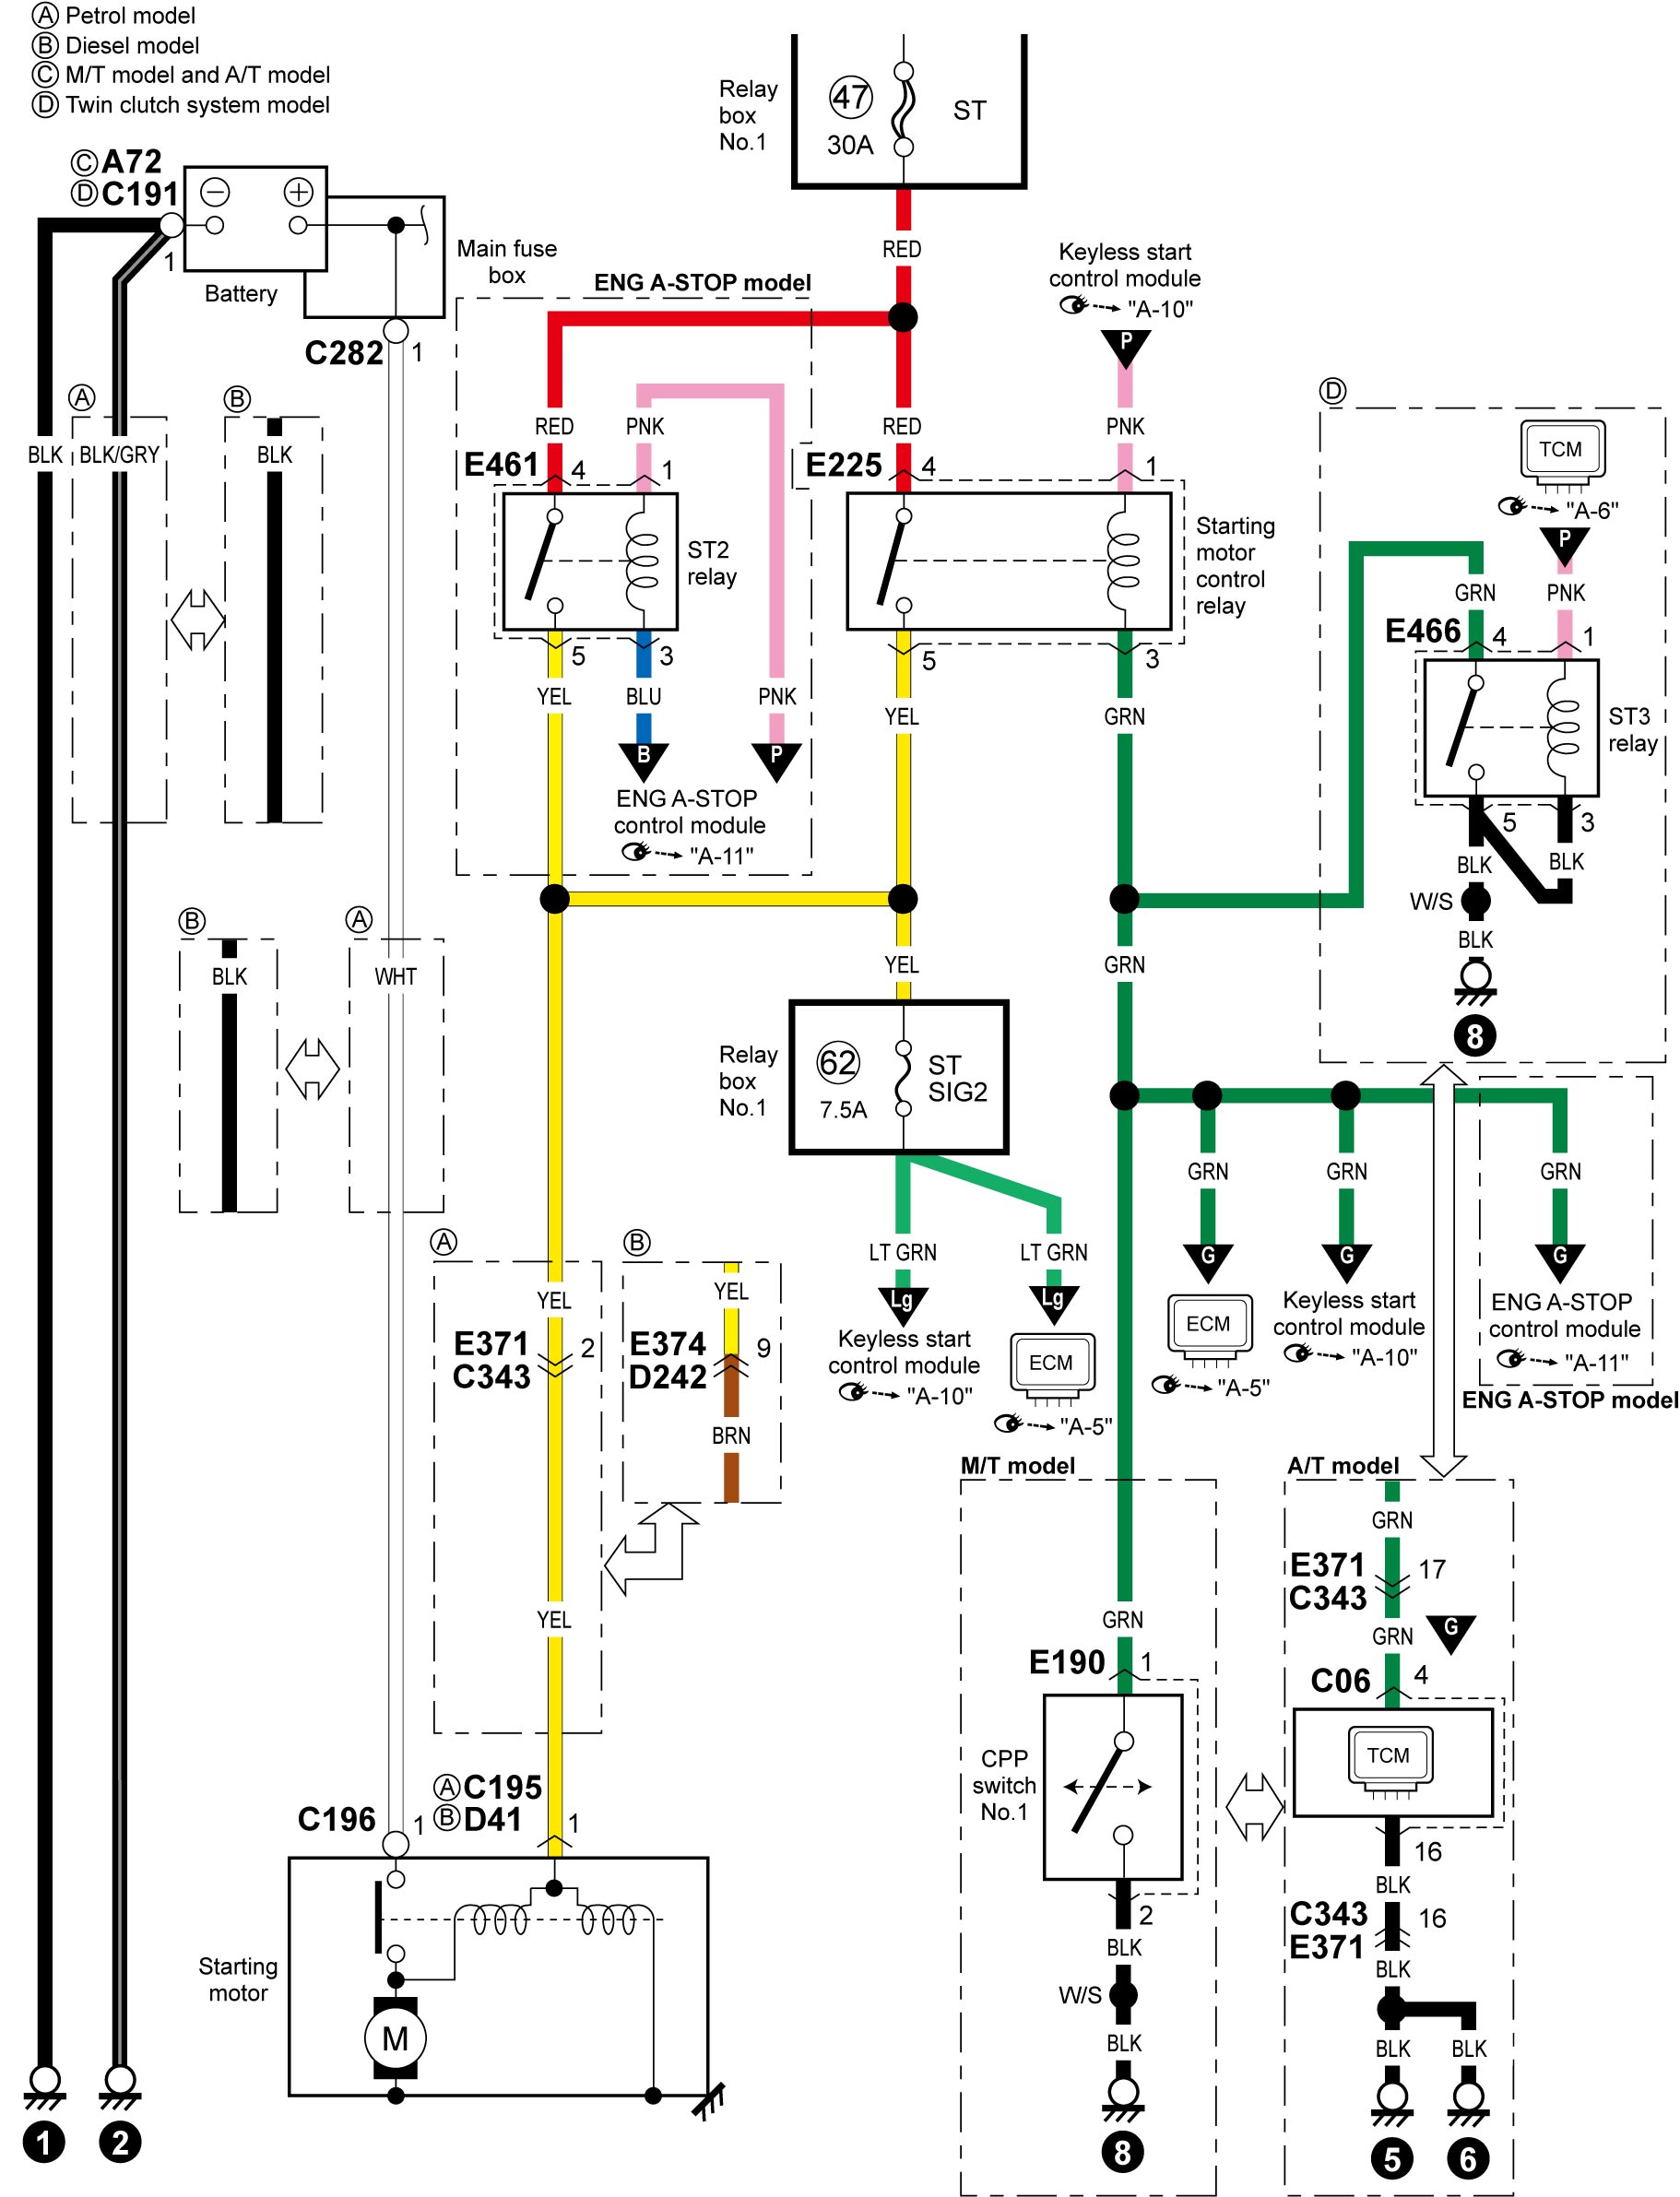 Ⓐ Petrol model
Ⓑ Diesel model
Ⓒ M/T model and A/T model
Ⓓ Twin clutch system model
Relay
box
No.1
47
30A
ST
Ⓒ A72
Ⓓ C191
1
− +
Battery
Main fuse
box
C282 1
RED
Keyless start
control module
"A-10"
P
ENG A-STOP model
Ⓐ
Ⓑ
BLK
BLK/GRY
BLK
RED
PNK
RED
PNK
E461 4
1
E225 4
1
ST2
relay
Starting
motor
control
relay
5
3
5
3
YEL
BLU
PNK
YEL
GRN
B
P
ENG A-STOP
control module
"A-11"
Ⓓ
TCM
"A-6"
P
GRN
PNK
E466 4
1
ST3
relay
5
3
BLK
BLK
W/S
BLK
8
Ⓑ
Ⓐ
BLK
WHT
YEL
GRN
Relay
box
No.1
62
7.5A
ST
SIG2
LT GRN
LT GRN
Lg
Lg
Keyless start
control module
"A-10"
ECM
"A-5"
GRN
GRN
GRN
G
G
G
ECM
"A-5"
Keyless start
control module
"A-10"
ENG A-STOP
control module
"A-11"
ENG A-STOP model
Ⓐ
Ⓑ
YEL
YEL
E371
C343
2
E374
D242
9
BRN
YEL
M/T model
A/T model
GRN
E190 1
CPP
switch
No.1
2
BLK
W/S
BLK
8
GRN
E371
C343
17
GRN
G
C06 4
TCM
16
BLK
C343
E371
16
BLK
BLK
BLK
5
6
Ⓐ C195
Ⓑ D41
1
C196 1
Starting
motor
M
1
2